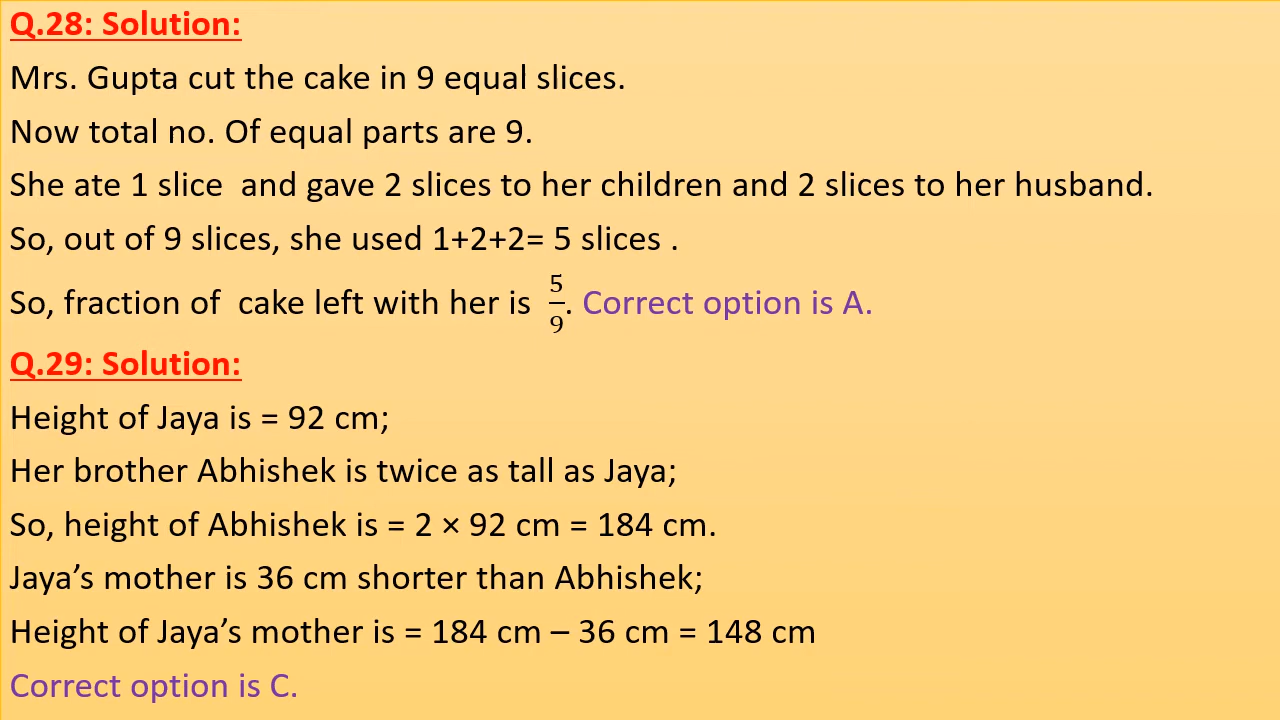 Q.28: Solution:
Mrs. Gupta cut the cake in 9 equal slices.
Now total no. Of equal parts are 9.
She ate 1 slice  and gave 2 slices to her children and 2 slices to her husband.
So, out of 9 slices, she used 1+2+2= 5 slices .
So, fraction of  cake left with her is 5/9. Correct option is A.
Q.29: Solution:
Height of Jaya is = 92 cm;
Her brother Abhishek is twice as tall as Jaya;
So, height of Abhishek is = 2 × 92 cm = 184 cm.
Jaya’s mother is 36 cm shorter than Abhishek;
Height of Jaya’s mother is = 184 cm – 36 cm = 148 cm
Correct option is C.